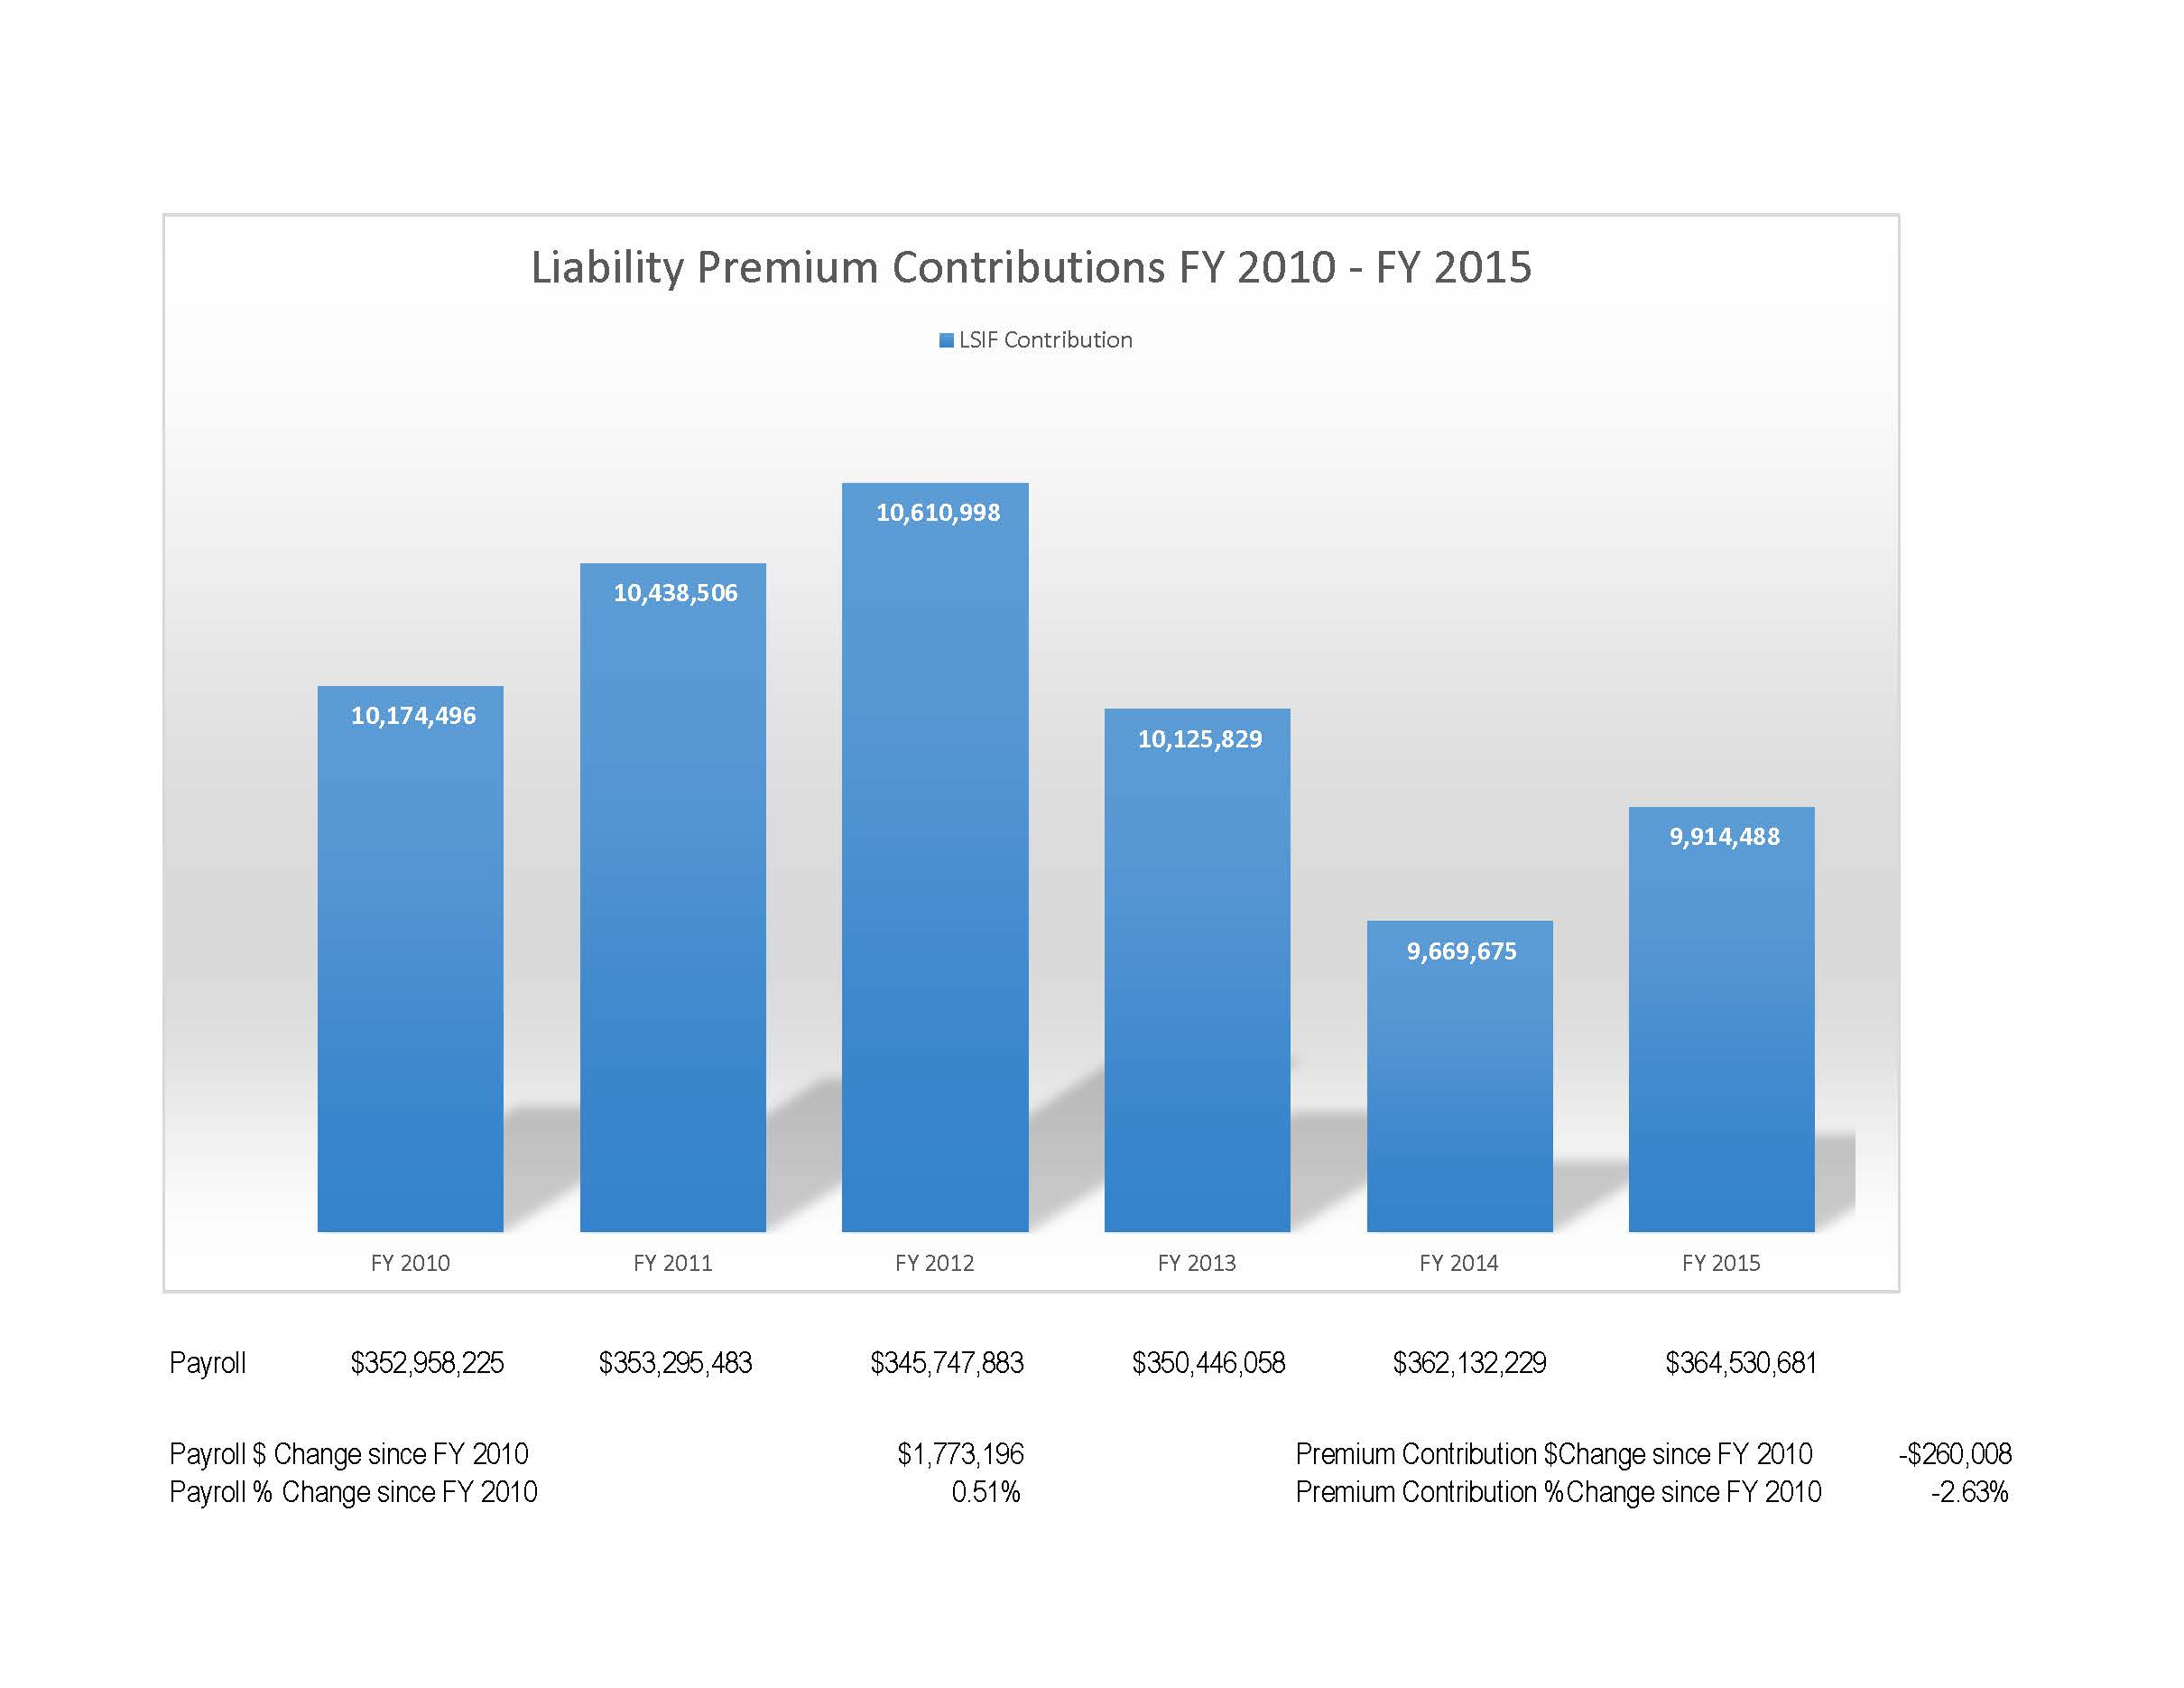 Liability Premium Contributions FY 2010 - FY 2015
LSIF Contribution
10,174,496
10,438,506
10,610,998
10,125,829
9,669,675
9,914,488
FY 2010 FY 2011 FY 2012 FY 2013 FY 2014 FY 2015
Payroll $352,958,225 $353,295,483 $345,747,883 $350,446,058 $362,132,229 $364,530,681
Payroll $ Change since FY 2010 $1,773,196 Premium Contribution $Change since FY 2010 -$260,008
Payroll % Change since FY 2010 0.51% Premium Contribution %Change since FY 2010 -2.63%